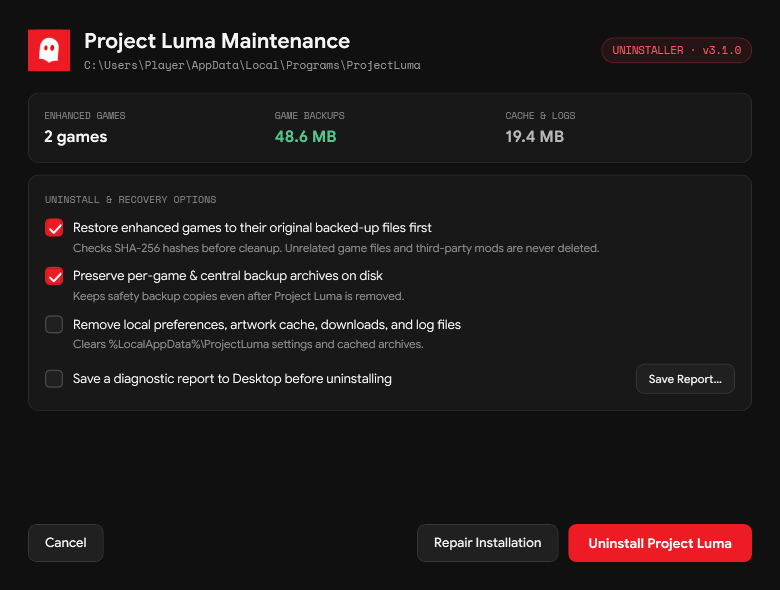 Project Luma Maintenance
C:\Users\Player\AppData\Local\Programs\ProjectLuma
UNINSTALLER · v3.1.0
ENHANCED GAMES
2 games
GAME BACKUPS
48.6 MB
CACHE & LOGS
19.4 MB
UNINSTALL & RECOVERY OPTIONS
Restore enhanced games to their original backed-up files first
Checks SHA-256 hashes before cleanup. Unrelated game files and third-party mods are never deleted.
Preserve per-game & central backup archives on disk
Keeps safety backup copies even after Project Luma is removed.
Remove local preferences, artwork cache, downloads, and log files
Clears %LocalAppData%\ProjectLuma settings and cached archives.
Save a diagnostic report to Desktop before uninstalling
Save Report...
Cancel
Repair Installation
Uninstall Project Luma